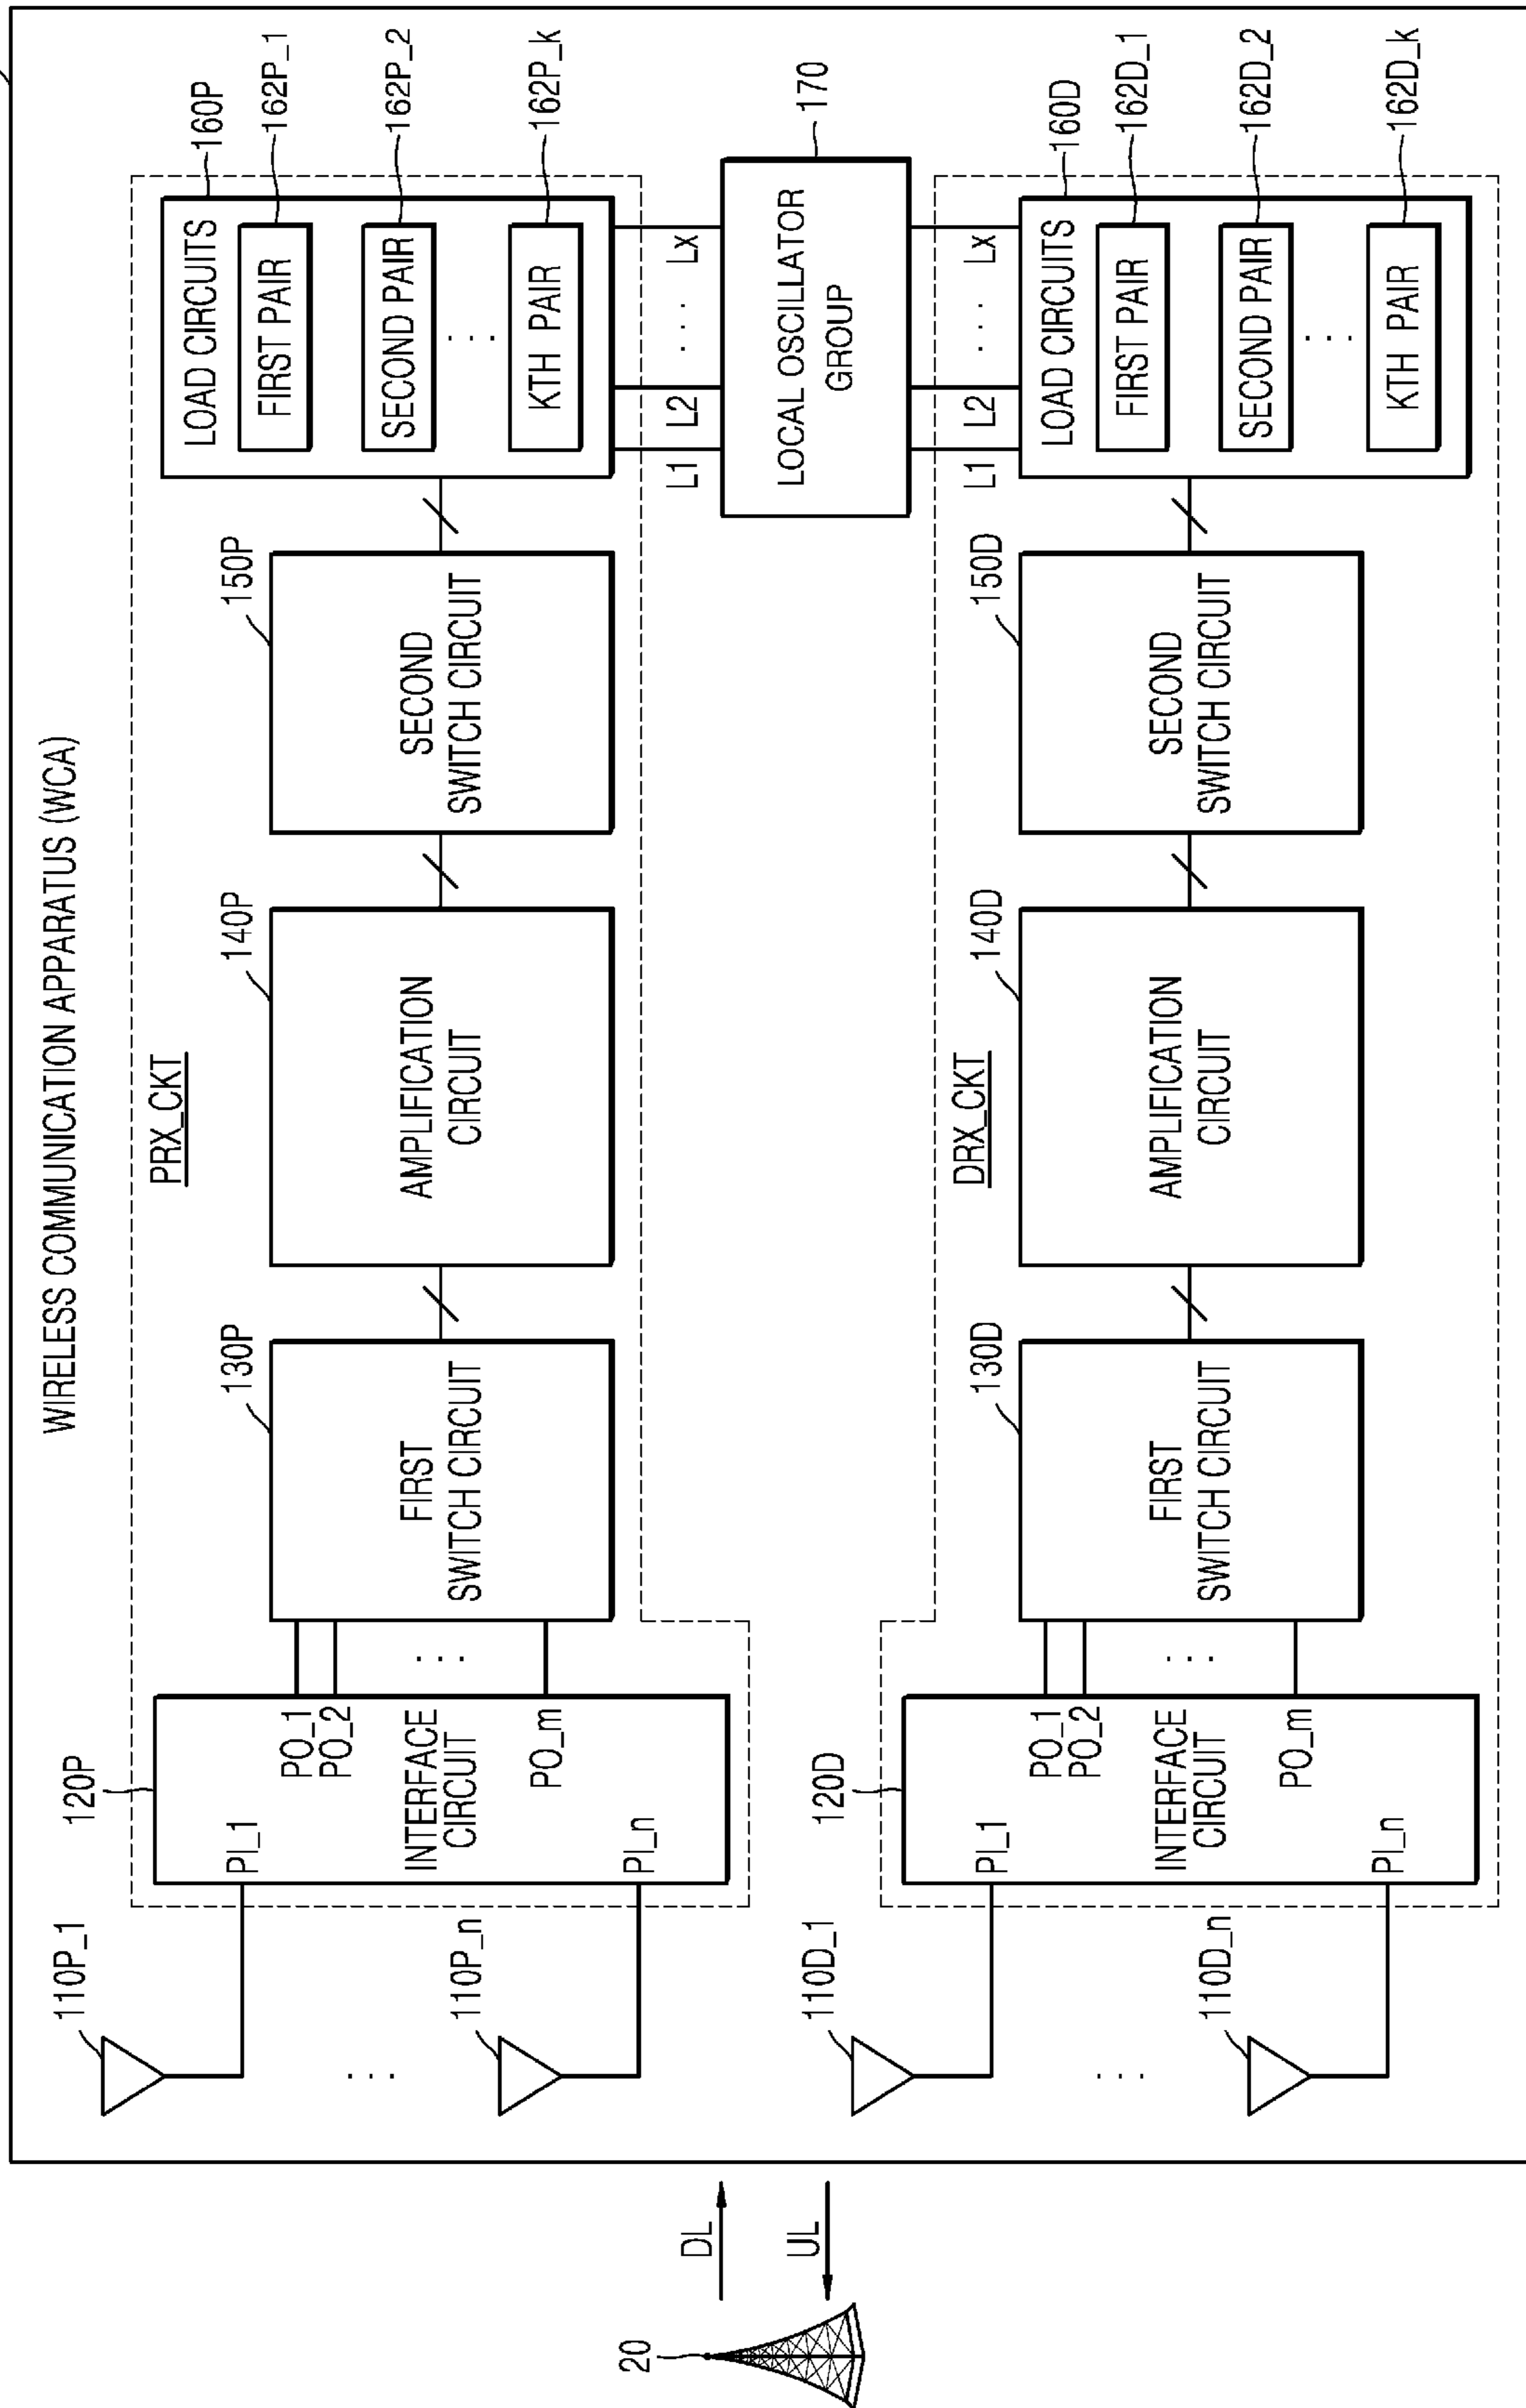 WIRELESS COMMUNICATION APPARATUS (WCA)
20
DL
UL
110P_1
. . .
110P_n
120P
PI_1
PI_n
INTERFACE
CIRCUIT
PO_1
PO_2
PO_m
. . .
PRX_CKT
130P
FIRST
SWITCH CIRCUIT
140P
AMPLIFICATION
CIRCUIT
150P
SECOND
SWITCH CIRCUIT
160P
LOAD CIRCUITS
FIRST PAIR
162P_1
SECOND PAIR
162P_2
. . .
KTH PAIR
162P_k
L1
L2
. . .
Lx
LOCAL OSCILLATOR
GROUP
170
L1
L2
. . .
Lx
110D_1
. . .
110D_n
120D
PI_1
PI_n
INTERFACE
CIRCUIT
PO_1
PO_2
PO_m
. . .
DRX_CKT
130D
FIRST
SWITCH CIRCUIT
140D
AMPLIFICATION
CIRCUIT
150D
SECOND
SWITCH CIRCUIT
160D
LOAD CIRCUITS
FIRST PAIR
162D_1
SECOND PAIR
162D_2
. . .
KTH PAIR
162D_k